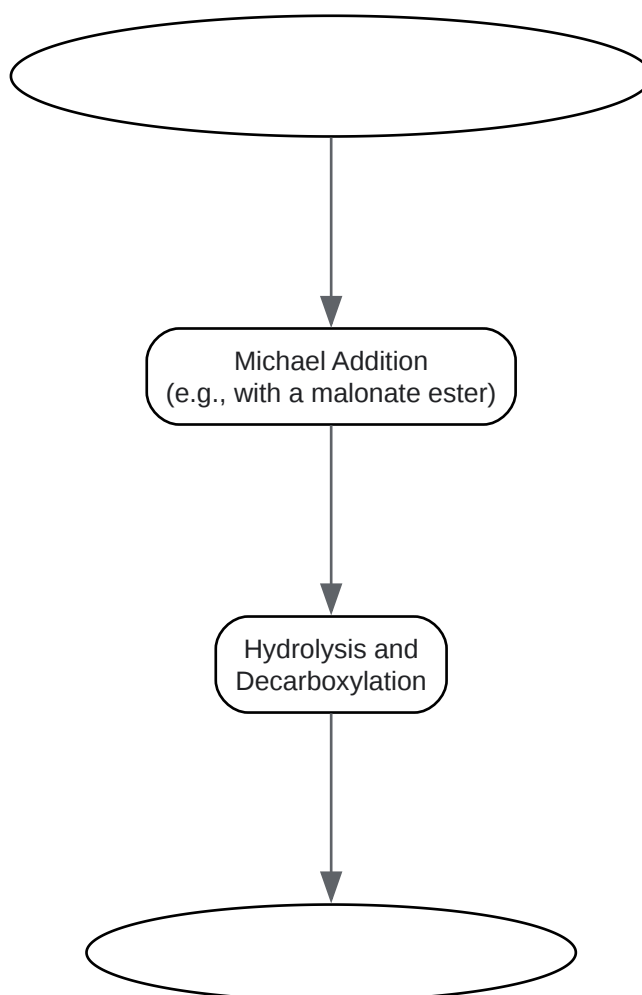 Michael Addition
(e.g., with a malonate ester)
Hydrolysis and
Decarboxylation